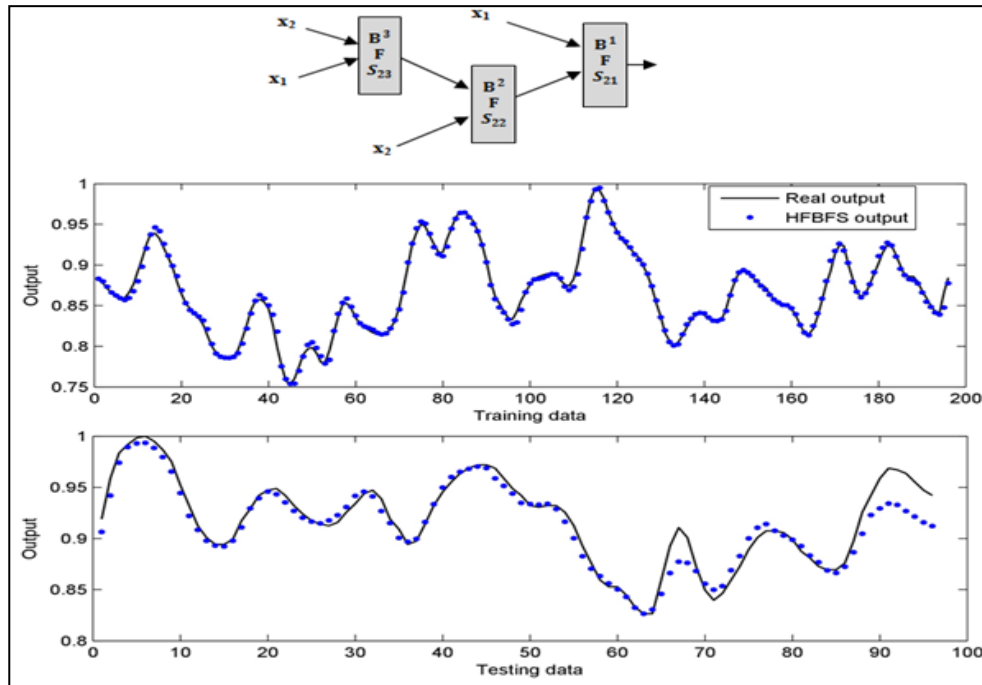 x₂
x₁
B³
F
S₂₃
x₂
B²
F
S₂₂
x₁
B¹
F
S₂₁
1
0.95
0.9
0.85
0.8
0.75
Output
Real output
HFBFS output
0 20 40 60 80 100 120 140 160 180 200
Training data
1
0.95
0.9
0.85
0.8
Output
0 10 20 30 40 50 60 70 80 90 100
Testing data